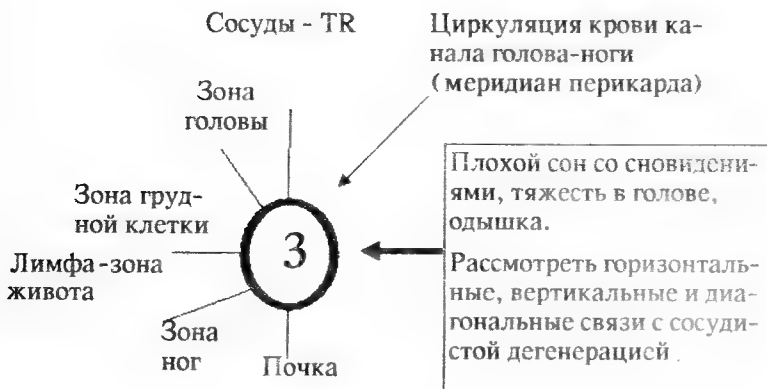 Сосуды - TR
Циркуляция крови ка-
нала голова-ноги
(меридиан перикарда)
Зона
головы
Зона груд-
ной клетки
Лимфа-зона
живота
Зона
ног
Почка
3
Плохой сон со сновидени-
ями, тяжесть в голове,
одышка.
Рассмотреть горизонталь-
ные, вертикальные и диа-
гональные связи с сосуди-
стой дегенерацией.